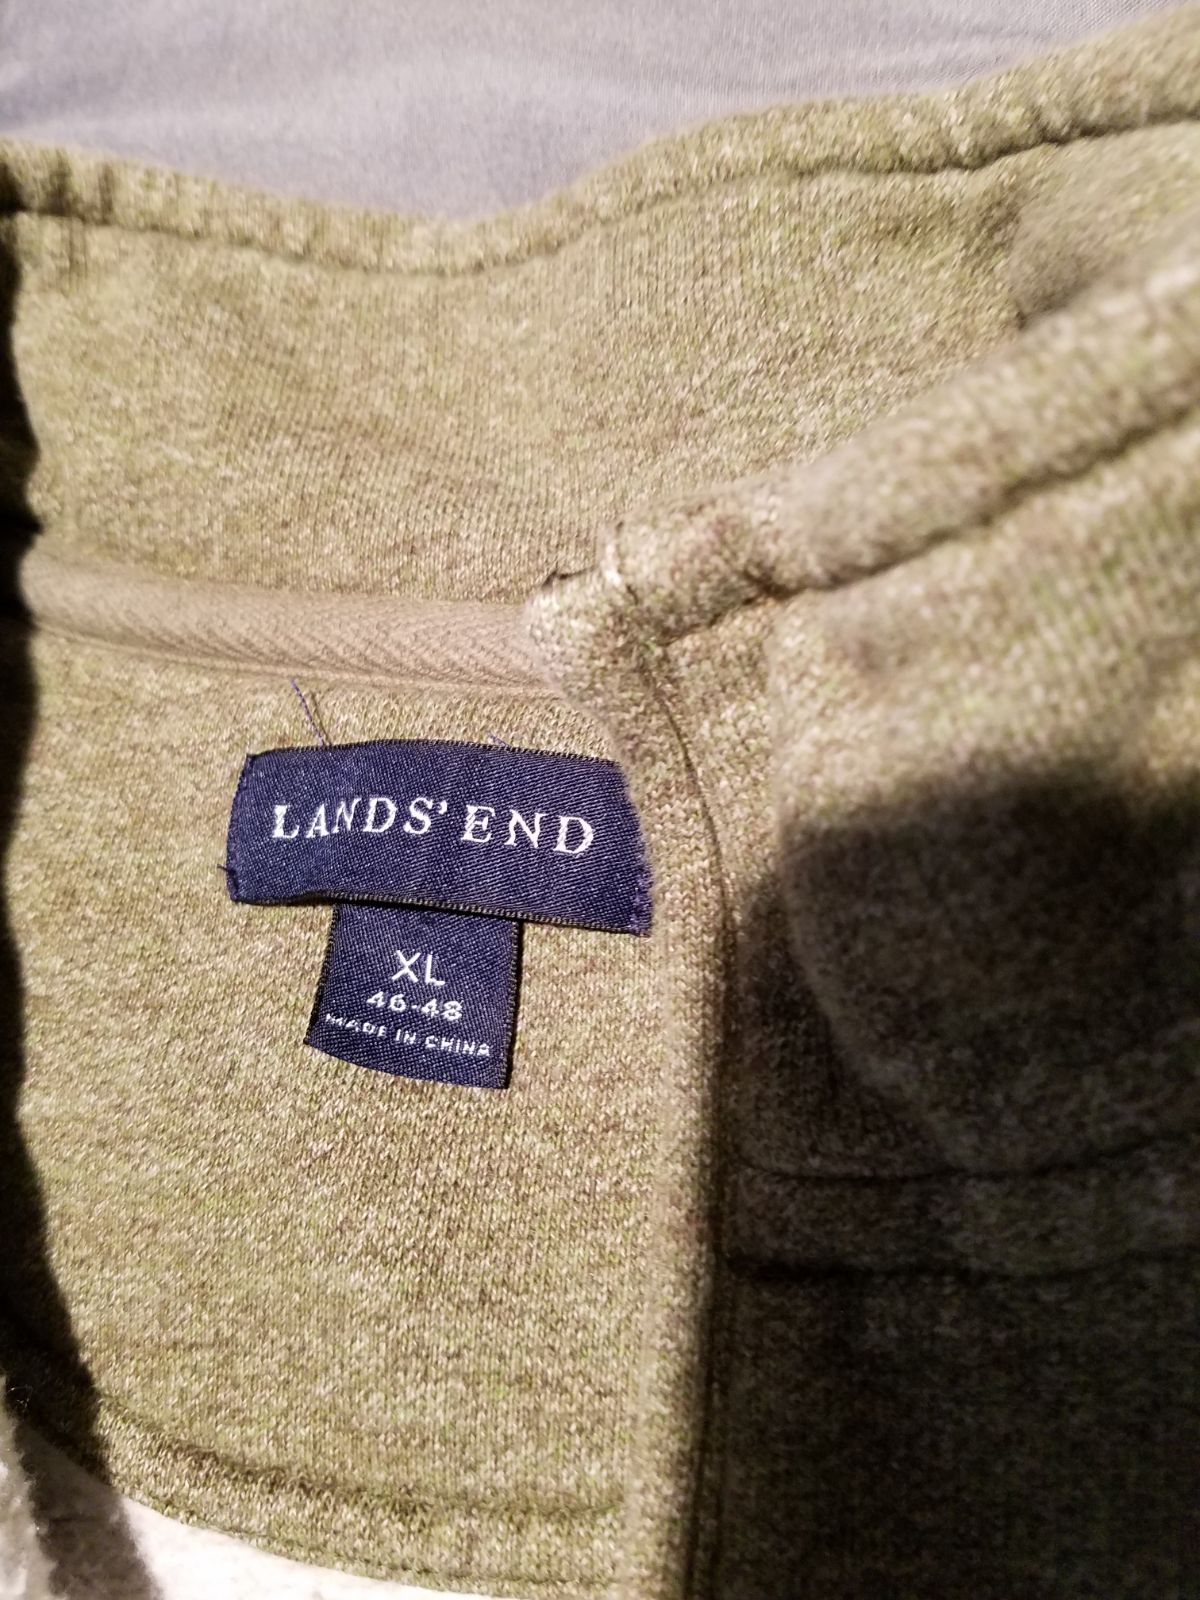 LANDS' END
XL
46-48
MADE IN CHINA